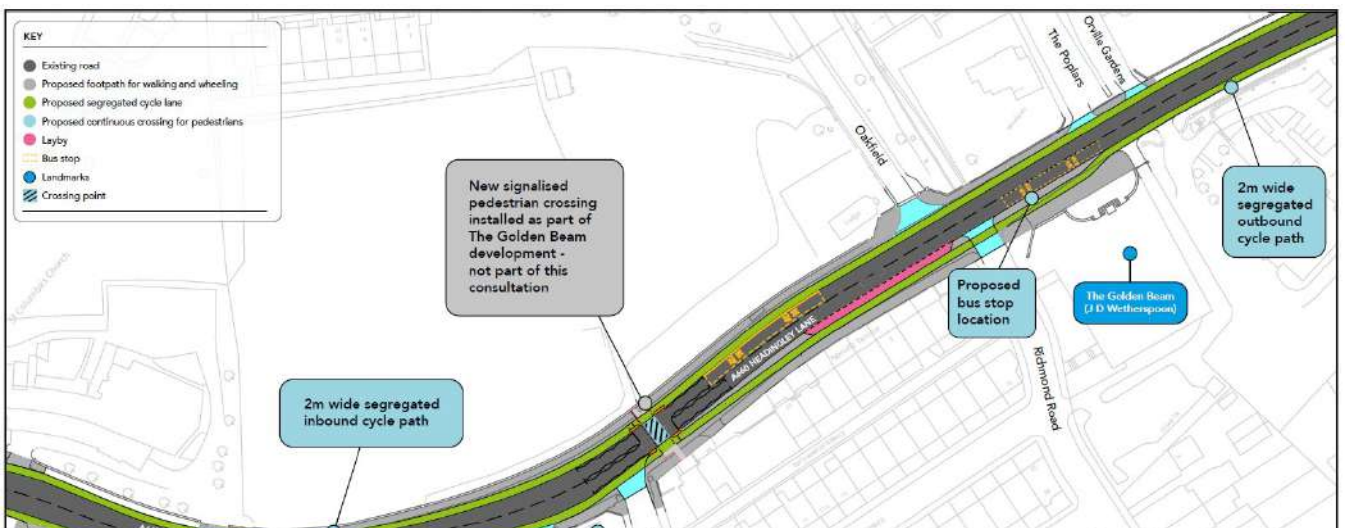 KEY
Existing road
Proposed footpath for walking and wheeling
Proposed segregated cycle lane
Proposed continuous crossing for pedestrians
Layby
Bus stop
Landmarks
Crossing point
St Columba's Church
New signalised
pedestrian crossing
installed as part of
The Golden Beam
development -
not part of this
consultation
2m wide segregated
inbound cycle path
Oakfield
The Poplars
Orville Gardens
A660 HEADINGLEY LANE
Proposed
bus stop
location
The Golden Beam
(J D Wetherspoon)
2m wide
segregated
outbound
cycle path
Richmond Road